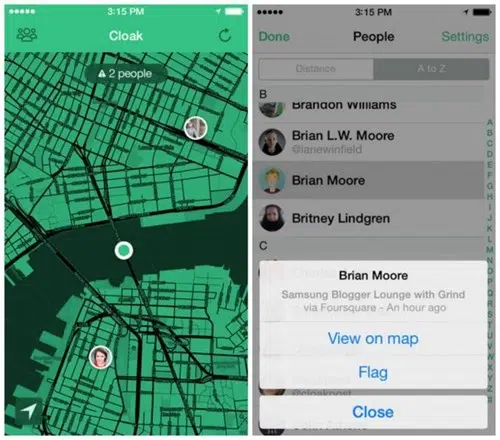 3:15 PM
Cloak
2 people
3:15 PM
Done
People
Settings
Distance
A to Z
B
Brandon Williams
Brian L.W. Moore
@ianewinfield
Brian Moore
Britney Lindgren
C
A
B
C
D
E
F
G
H
I
J
K
L
M
Brian Moore
Samsung Blogger Lounge with Grind
via Foursquare - An hour ago
View on map
Flag
@cloakpost
Close